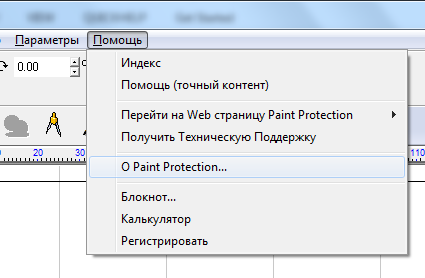 Параметры Помощь
0.00
Индекс
Помощь (точный контент)
Перейти на Web страницу Paint Protection
Получить Техническую Поддержку
20 30 110
О Paint Protection...
Блокнот...
Калькулятор
Регистрировать